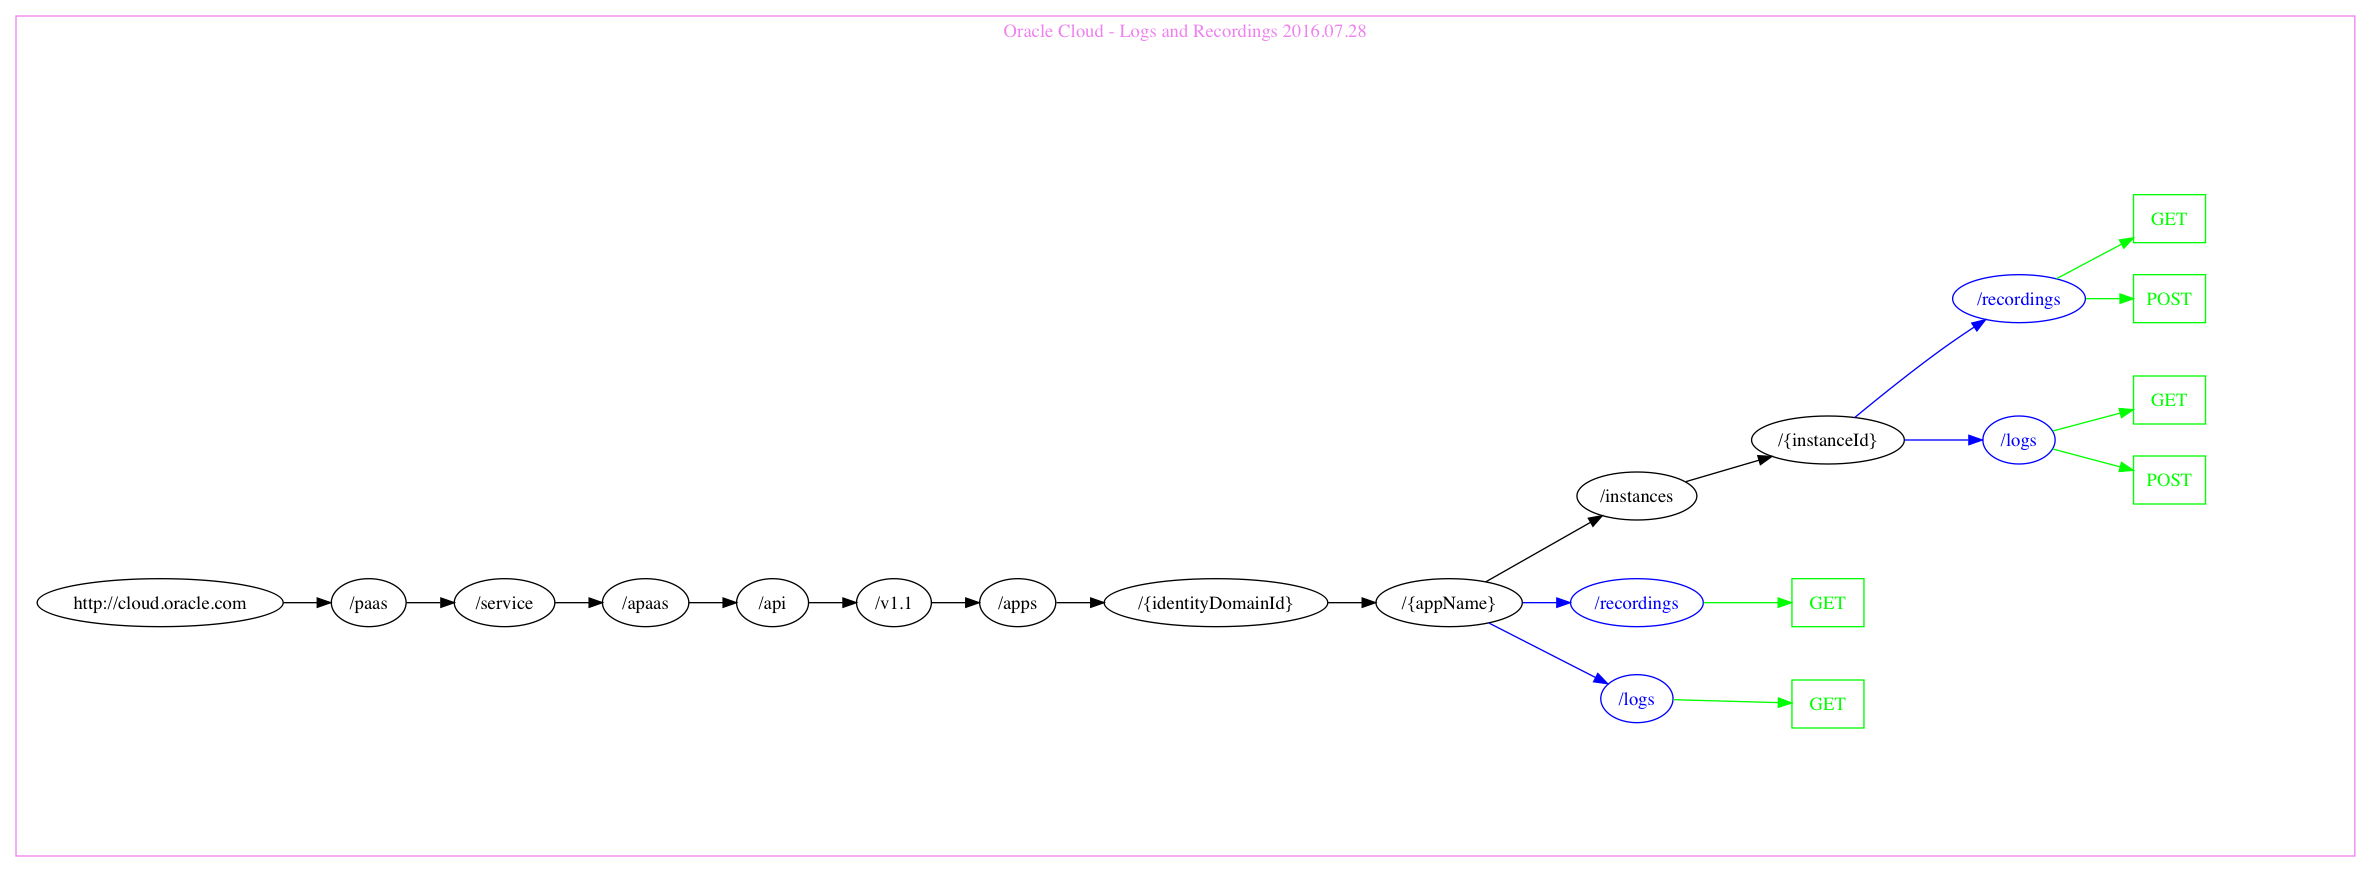 Oracle Cloud - Logs and Recordings 2016.07.28
GET
POST
/recordings
GET
POST
/logs
/{instanceId}
/instances
http://cloud.oracle.com
/paas
/service
/apaas
/api
/v1.1
/apps
/{identityDomainId}
/{appName}
/recordings
GET
/logs
GET